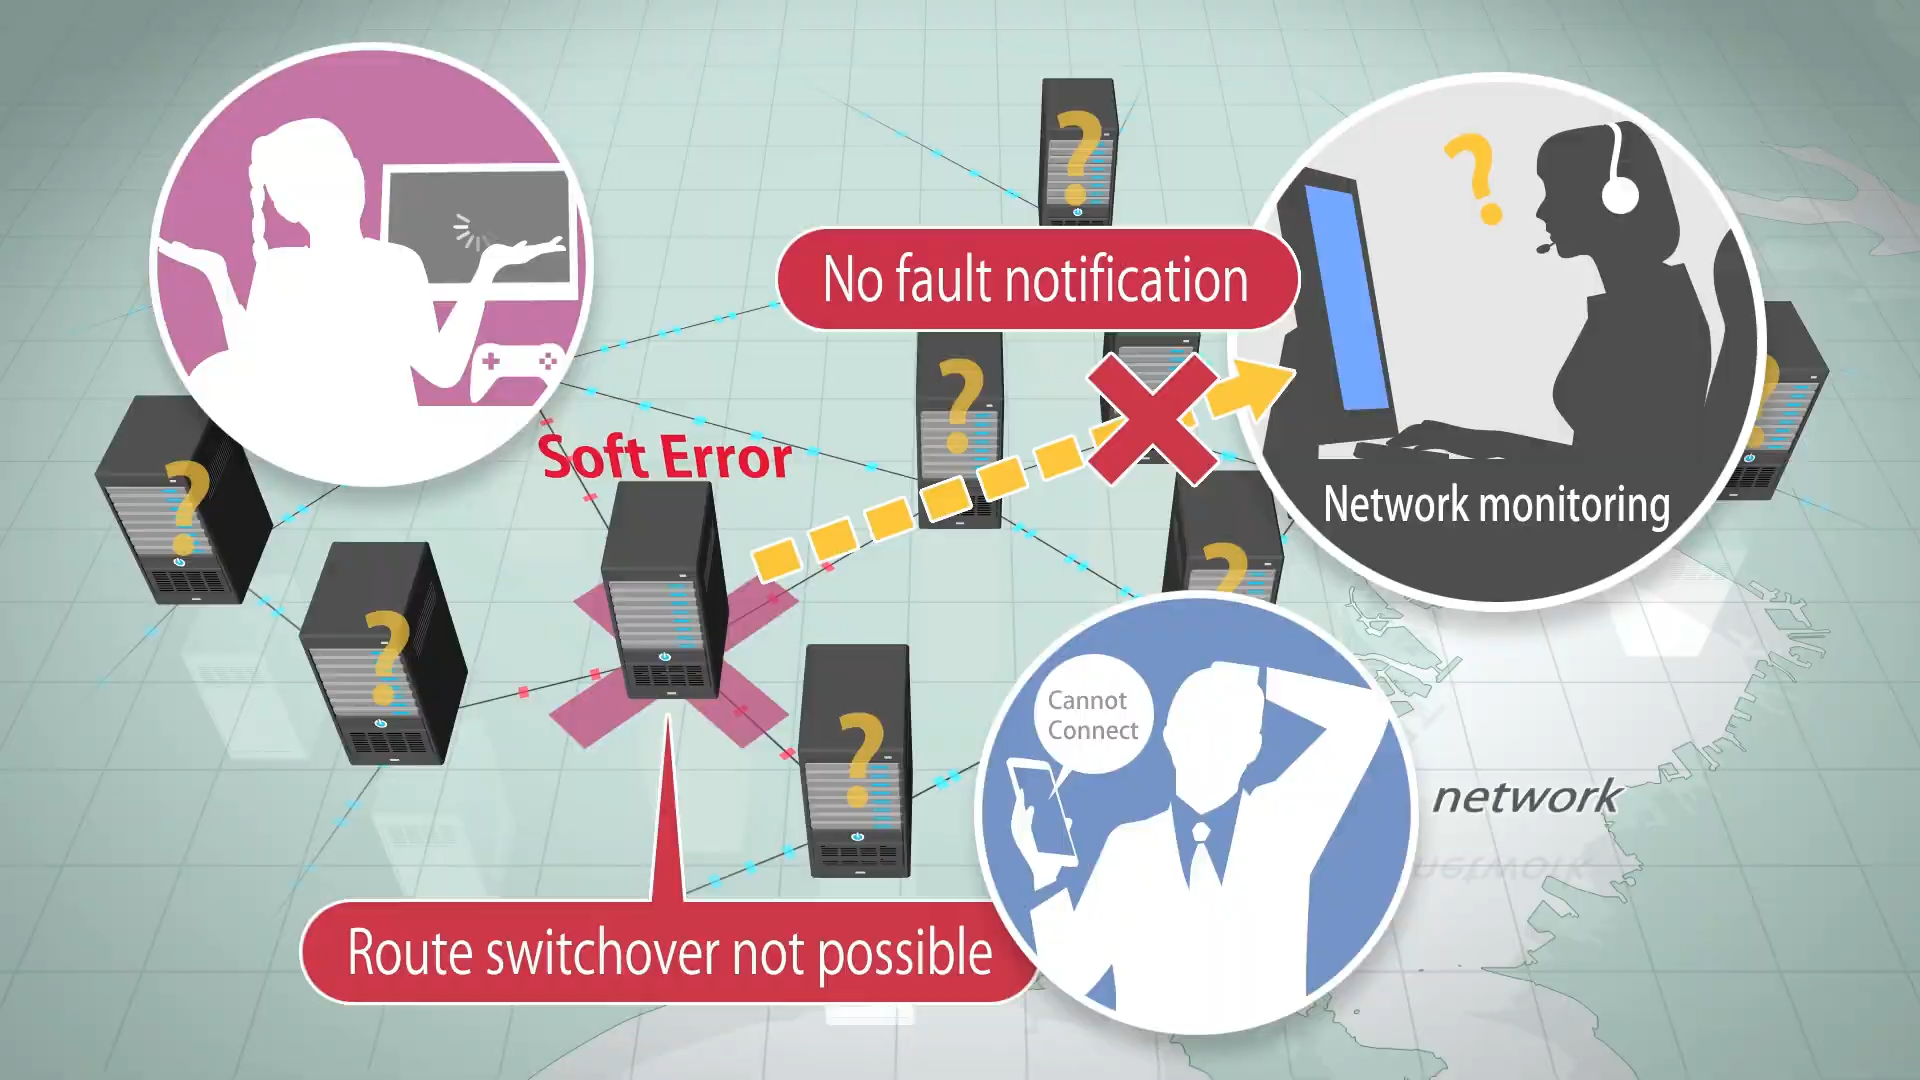 No fault notification
Soft Error
Network monitoring
Cannot
Connect
network
Route switchover not possible